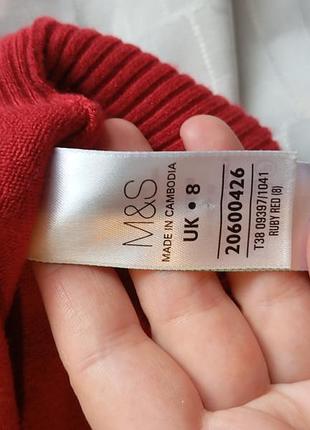 M&S
MADE IN CAMBODIA
UK • 8
20600426
T38 09397/1041
RUBY RED (8)